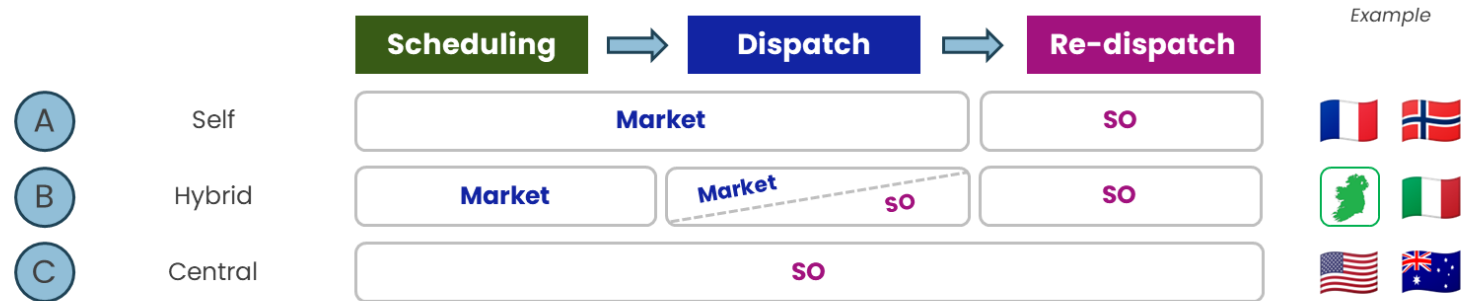 Example
Scheduling Dispatch Re-dispatch
A Self Market SO
B Hybrid Market Market SO SO
C Central SO